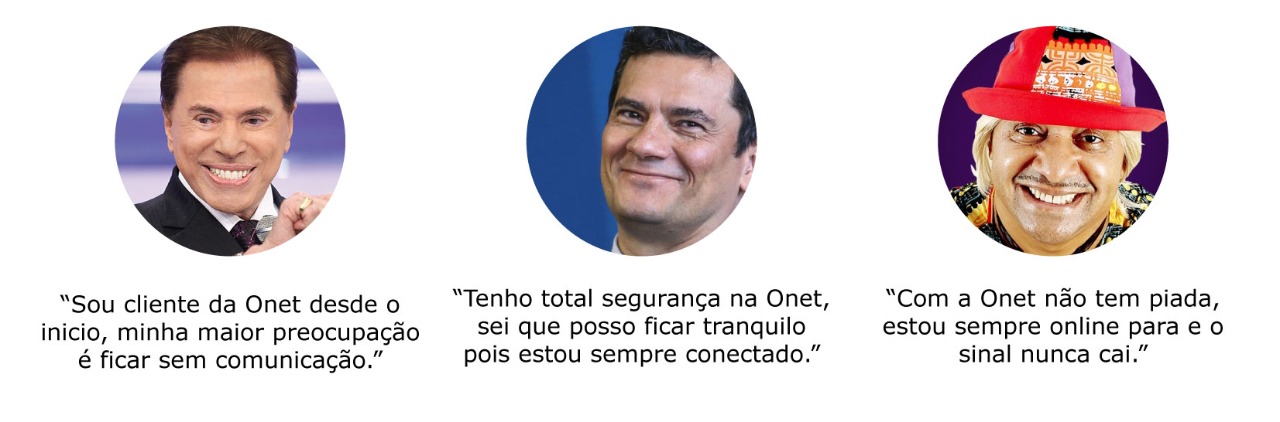 “Sou cliente da Onet desde o
inicio, minha maior preocupação
é ficar sem comunicação.”
“Tenho total segurança na Onet,
sei que posso ficar tranquilo
pois estou sempre conectado.”
“Com a Onet não tem piada,
estou sempre online para e o
sinal nunca cai.”